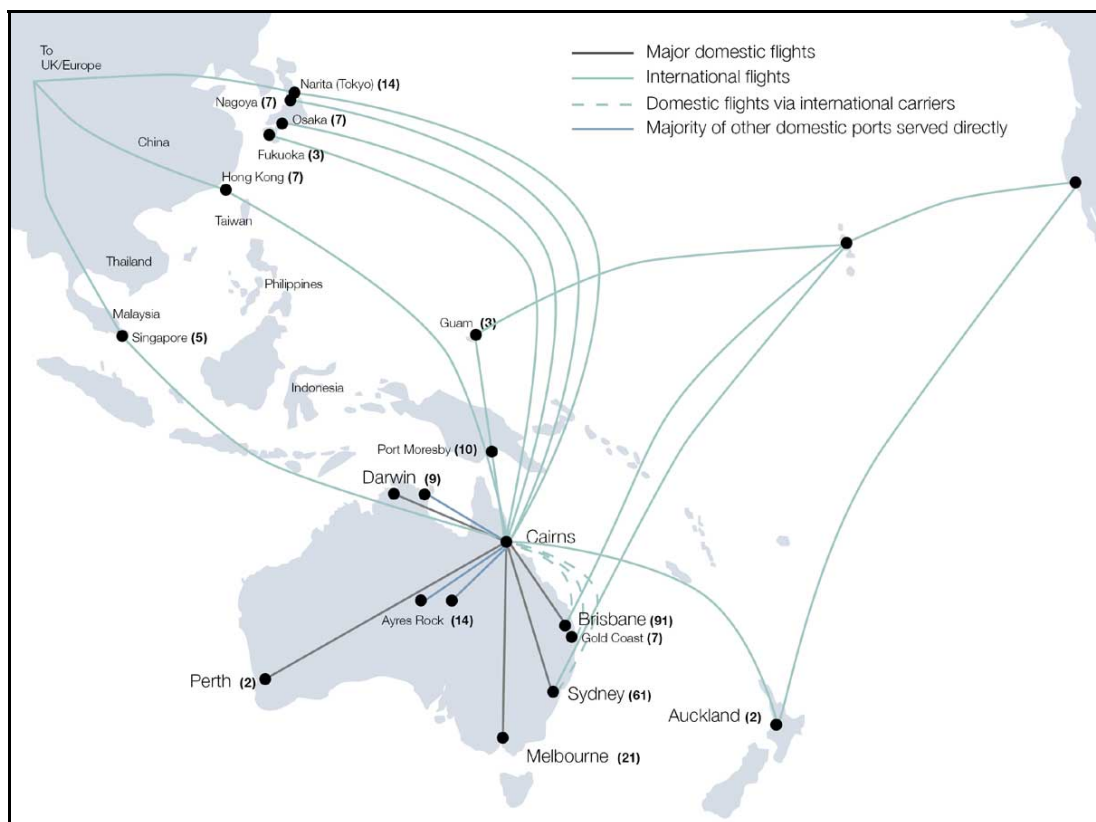 To
UK/Europe
Major domestic flights
International flights
Domestic flights via international carriers
Majority of other domestic ports served directly
Narita (Tokyo) (14)
Nagoya (7)
Osaka (7)
China
Fukuoka (3)
Hong Kong (7)
Taiwan
Thailand
Philippines
Malaysia
Singapore (5)
Guam (3)
Indonesia
Port Moresby (10)
Darwin (9)
Cairns
Ayres Rock (14)
Brisbane (91)
Gold Coast (7)
Perth (2)
Sydney (61)
Auckland (2)
Melbourne (21)